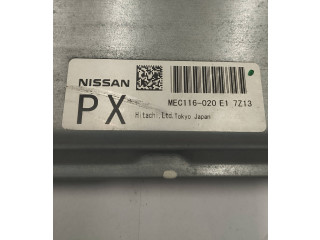 NISSAN
MEC116-020 E1 7Z13
PX
Hitachi,Ltd.Tokyo Japan